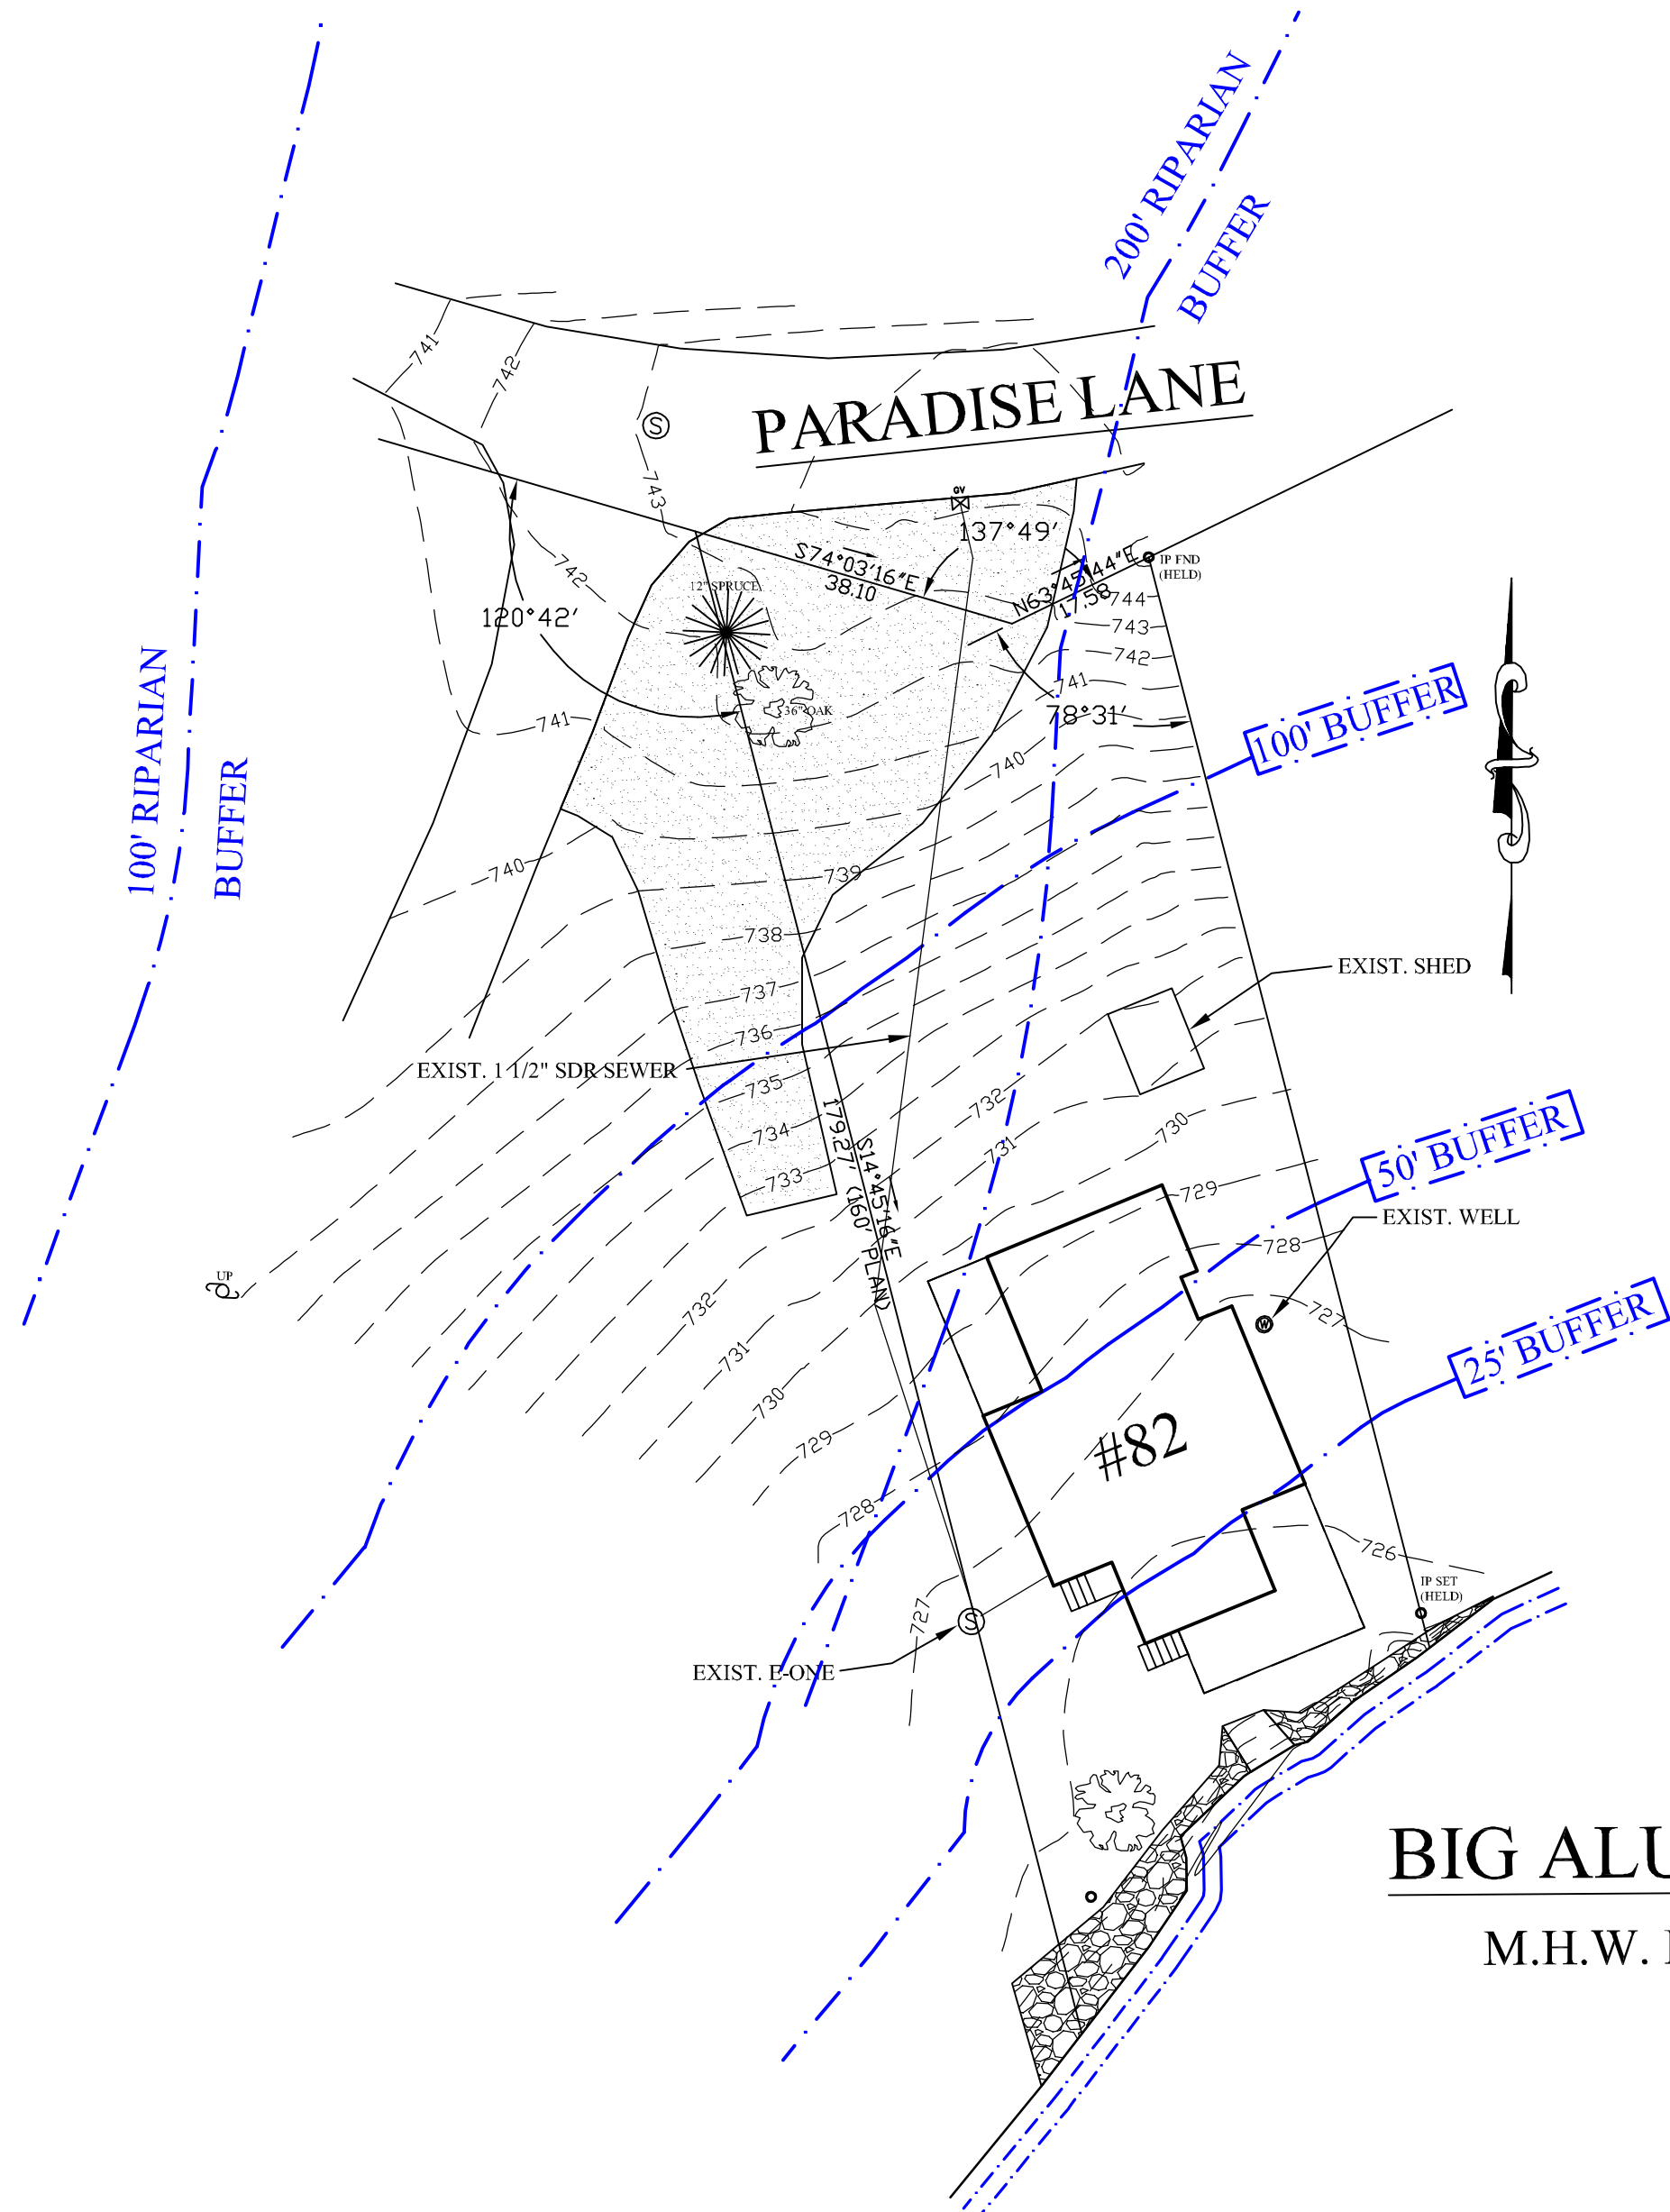 200' RIPARIAN
BUFFER
741
742
PARADISE LANE
S
743
GV
137°49'
S74°03'16"E
38.10
N63°45'44"E
17.58
IP FND
(HELD)
12" SPRUCE
742
120°42'
744
743
742
741
36" OAK
78°31'
741
100' RIPARIAN
BUFFER
100' BUFFER
740
740
739
738
EXIST. SHED
737
736
EXIST. 1 1/2" SDR SEWER
735
732
734
731
730
179.27' (160' PLAN)
S14°45'16"E
733
50' BUFFER
729
EXIST. WELL
728
UP
732
727
W
731
25' BUFFER
730
#82
729
728
726
727
IP SET
(HELD)
S
EXIST. E-ONE
BIG ALU
M.H.W.